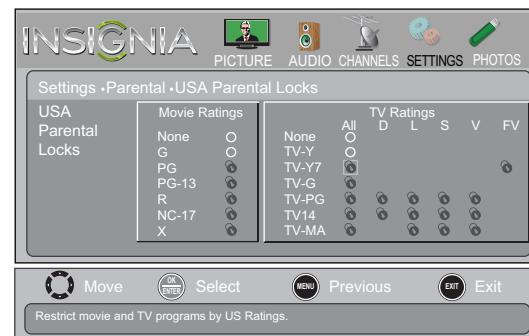 INSIGNIA
PICTURE AUDIO CHANNELS SETTINGS PHOTOS
Settings •Parental •USA Parental Locks
USA
Parental
Locks
Movie Ratings
None
G
PG
PG-13
R
NC-17
X
TV Ratings
All D L S V FV
None
TV-Y
TV-Y7
TV-G
TV-PG
TV14
TV-MA
Move
OK
ENTER
Select
MENU
Previous
EXIT
Exit
Restrict movie and TV programs by US Ratings.